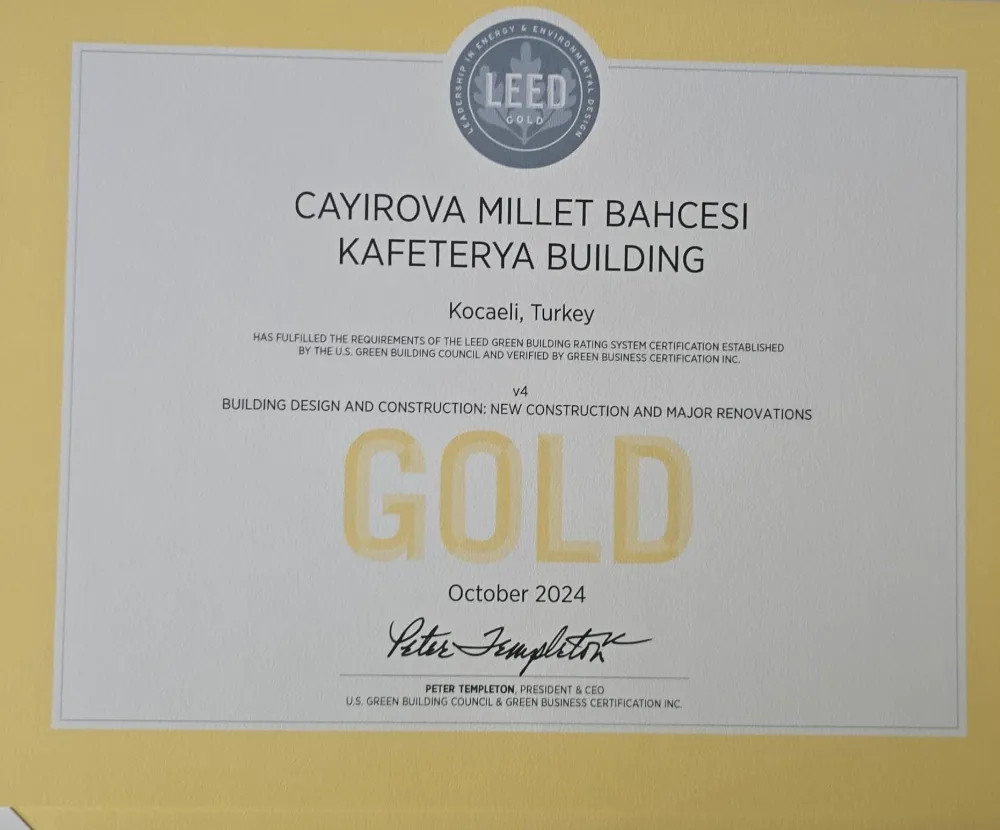 LEADERSHIP IN ENERGY & ENVIRONMENTAL DESIGN
LEED
GOLD
CAYIROVA MILLET BAHCESI
KAFETERYA BUILDING
Kocaeli, Turkey
HAS FULFILLED THE REQUIREMENTS OF THE LEED GREEN BUILDING RATING SYSTEM CERTIFICATION ESTABLISHED
BY THE U.S. GREEN BUILDING COUNCIL AND VERIFIED BY GREEN BUSINESS CERTIFICATION INC.
v4
BUILDING DESIGN AND CONSTRUCTION: NEW CONSTRUCTION AND MAJOR RENOVATIONS
GOLD
October 2024
Peter Templeton
PETER TEMPLETON, PRESIDENT & CEO
U.S. GREEN BUILDING COUNCIL & GREEN BUSINESS CERTIFICATION INC.